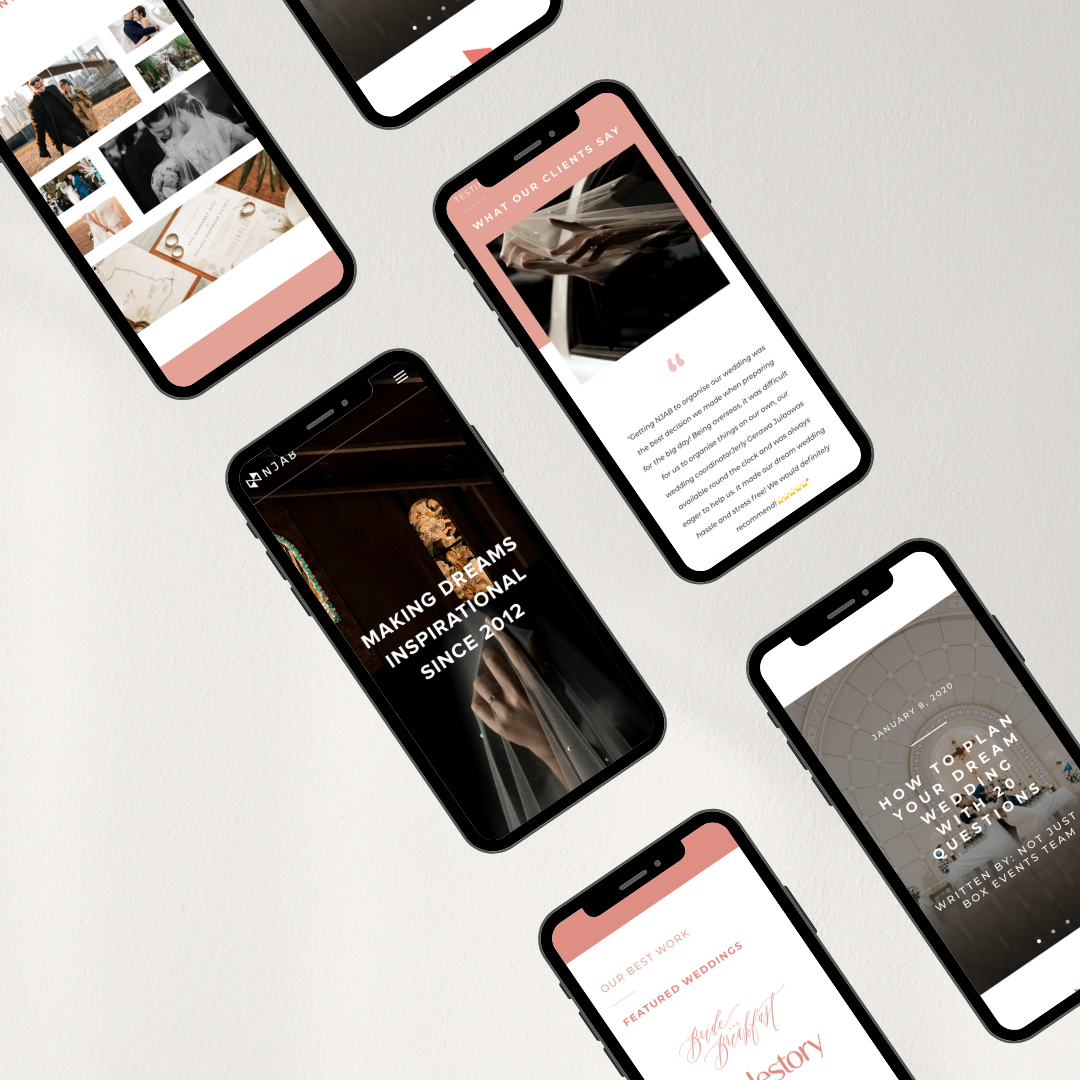 WHAT OUR CLIENTS SAY
"Getting NJAB to organise our wedding was
the best decision we made when preparing
for the big day! Being overseas, it was difficult
for us to organise things on our own, our
wedding coordinatorJerly Gerawa Julaowas
available round the clock and was always
eager to help us. It made our dream wedding
hassle and stress free! We would definitely
recommend!⭐⭐⭐⭐⭐"
NJAB
MAKING DREAMS
INSPIRATIONAL
SINCE 2012
JANUARY 8, 2020
HOW TO PLAN
YOUR DREAM
WEDDING
WITH 20
QUESTIONS
WRITTEN BY: NOT JUST
BOX EVENTS TEAM
OUR BEST WORK
FEATURED WEDDINGS
Bride
Breakfast